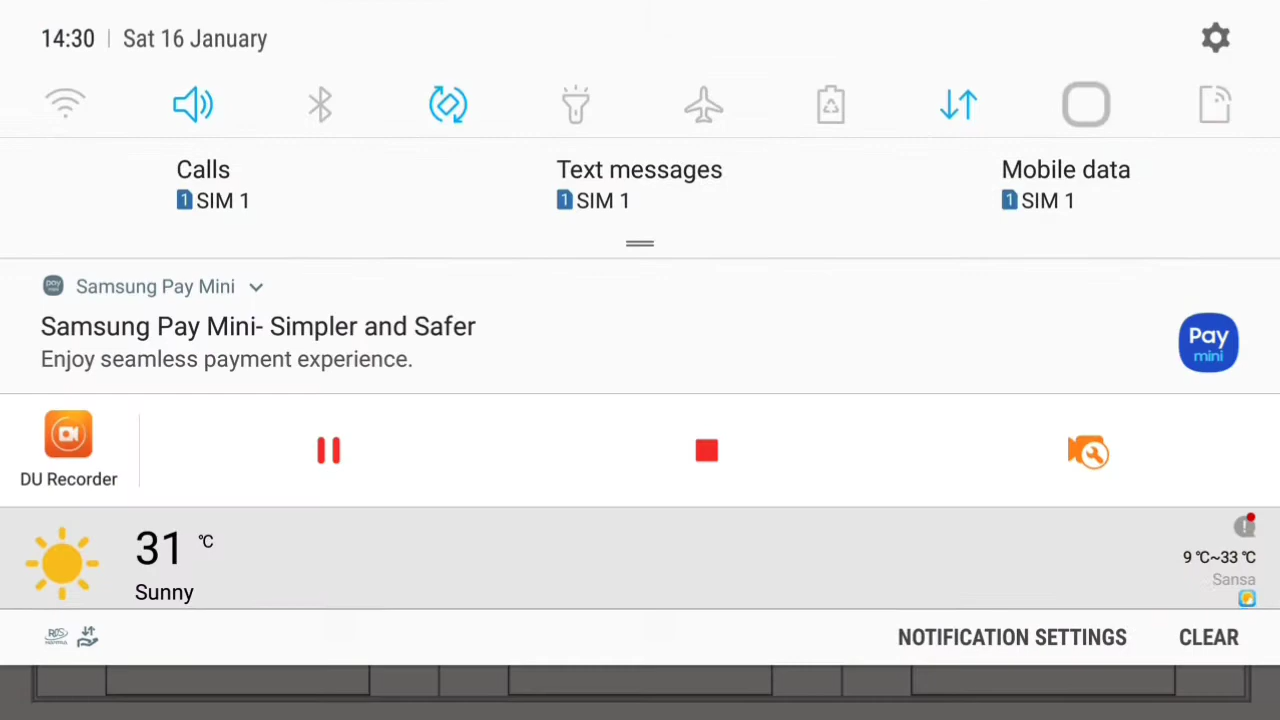 14:30 | Sat 16 January
Calls
1 SIM 1
Text messages
1 SIM 1
Mobile data
1 SIM 1
Samsung Pay Mini
Samsung Pay Mini- Simpler and Safer
Enjoy seamless payment experience.
Pay
mini
DU Recorder
31 °C
Sunny
9 °C~33 °C
Sansa
NOTIFICATION SETTINGS
CLEAR